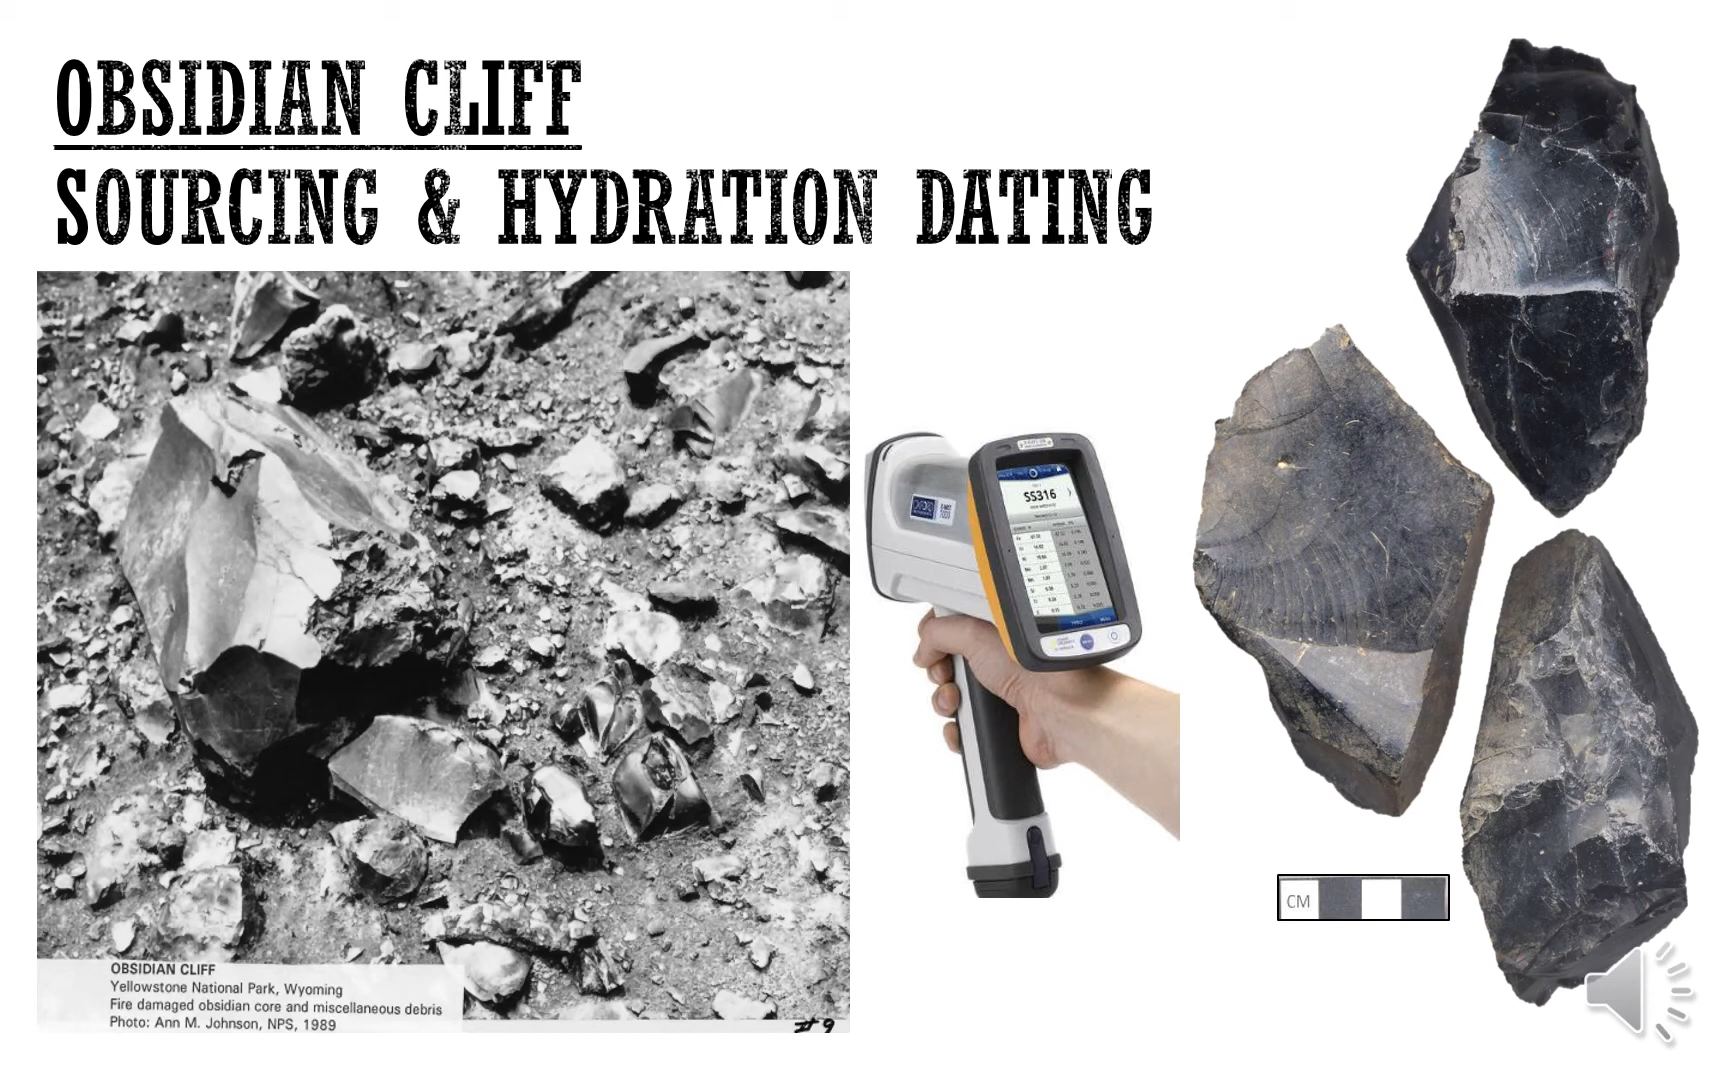 OBSIDIAN CLIFF
SOURCING & HYDRATION DATING
SS316
CM
OBSIDIAN CLIFF
Yellowstone National Park, Wyoming
Fire damaged obsidian core and miscellaneous debris
Photo: Ann M. Johnson, NPS, 1989
# 9